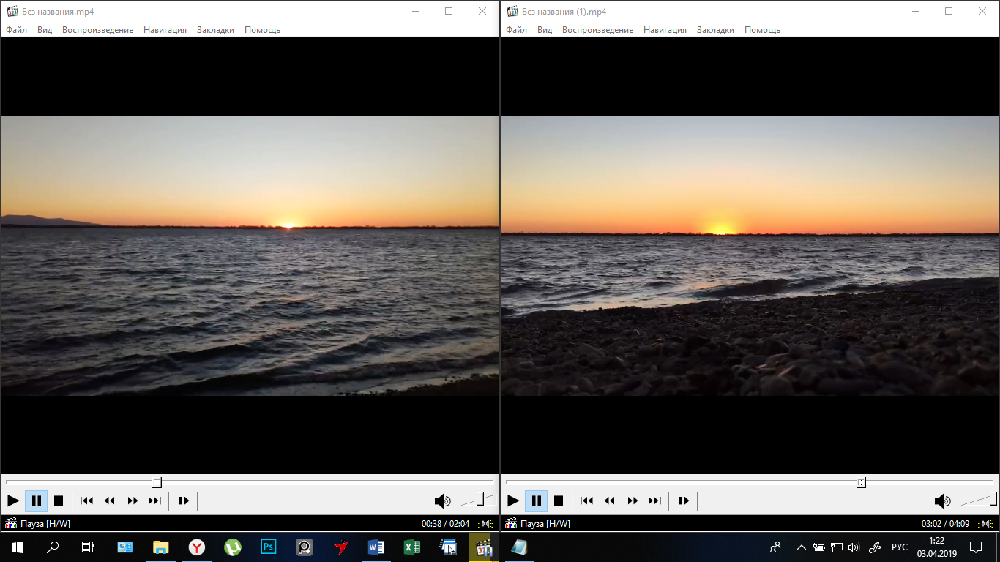 Без названия.mp4
Файл Вид Воспроизведение Навигация Закладки Помощь
Пауза [H/W]
00:38 / 02:04
Без названия (1).mp4
Файл Вид Воспроизведение Навигация Закладки Помощь
Пауза [H/W]
03:02 / 04:09
Ps
РУС
1:22
03.04.2019